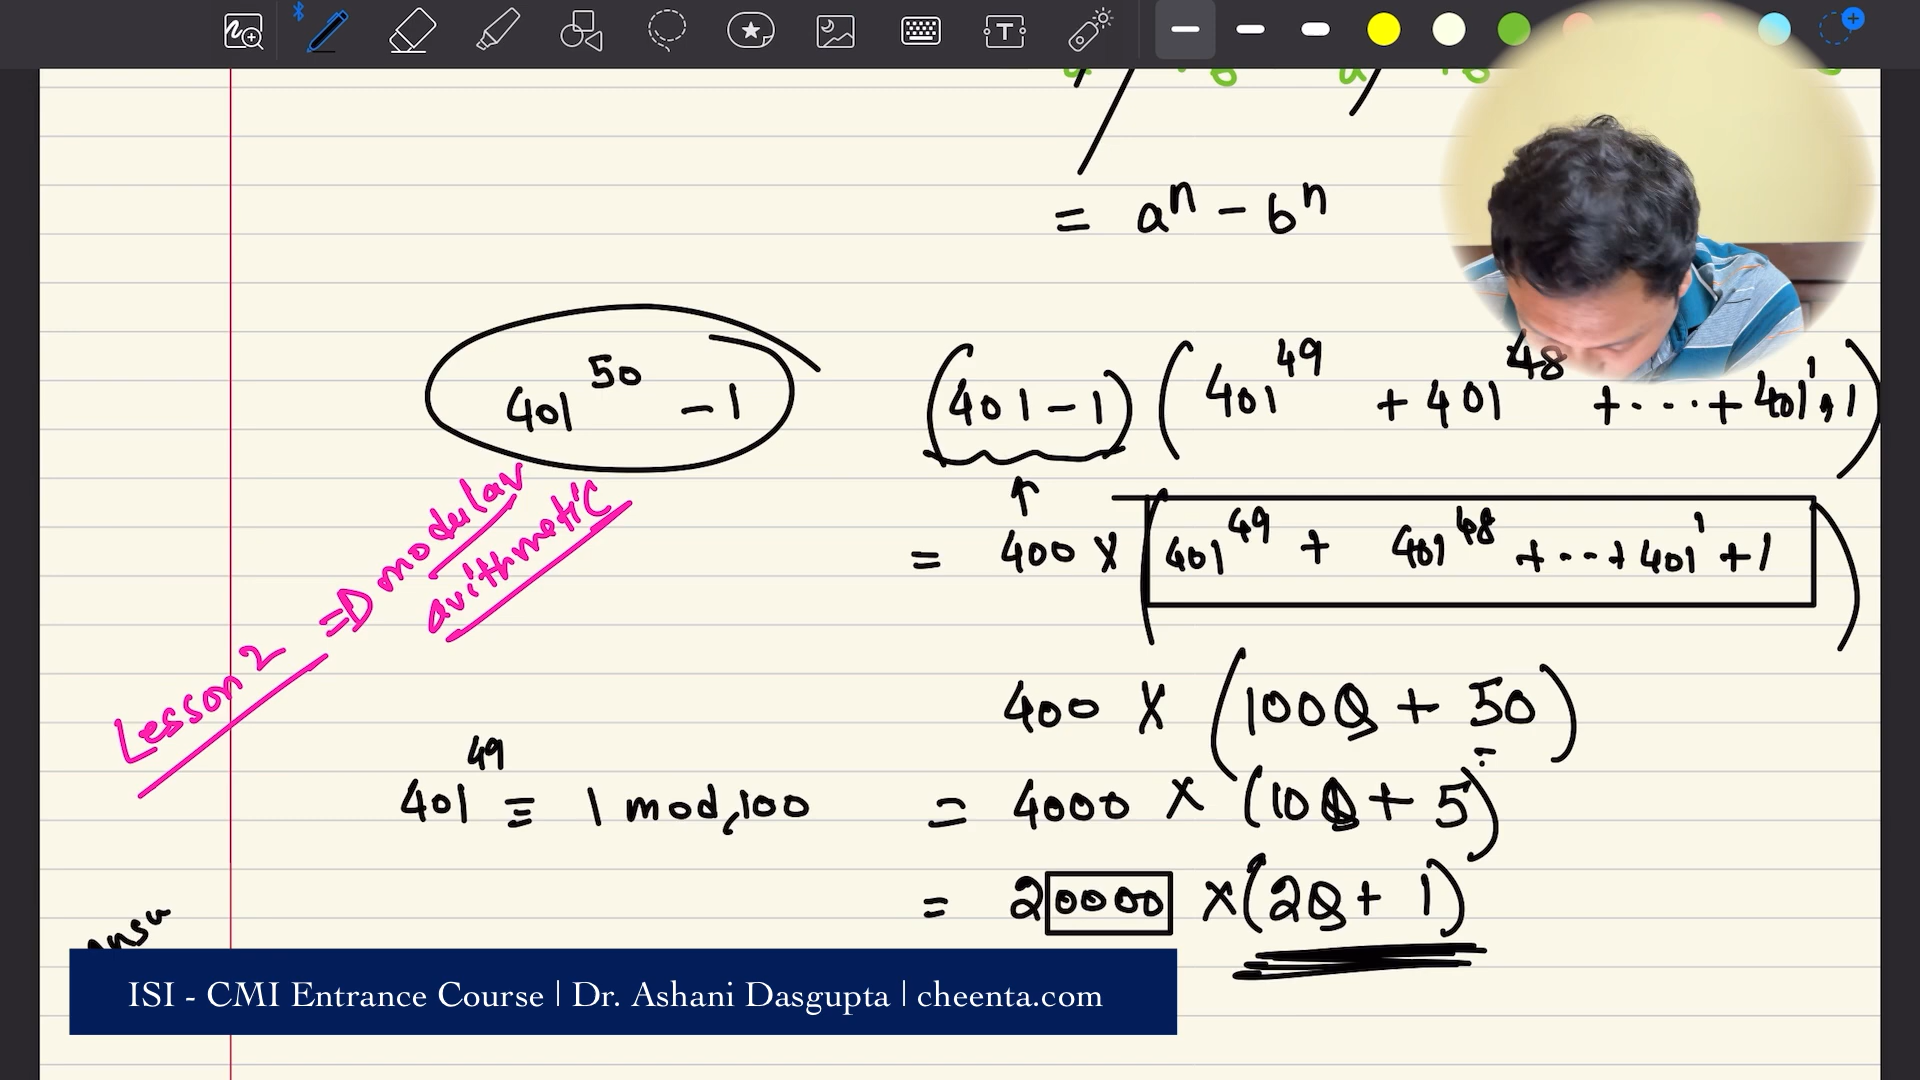 = aⁿ - bⁿ
401⁵⁰ - 1
(401 - 1) (401⁴⁹ + 401⁴⁸ + ... + 401¹ + 1)
= 400 X (401⁴⁹ + 401⁴⁸ + ... + 401¹ + 1)
Lesson 2 => modular
arithmetic
400 X (100Q + 50)
401⁴⁹ ≡ 1 mod, 100
= 4000 X (10Q + 5)
= 20000 X (2Q + 1)
ISI - CMI Entrance Course | Dr. Ashani Dasgupta | cheenta.com